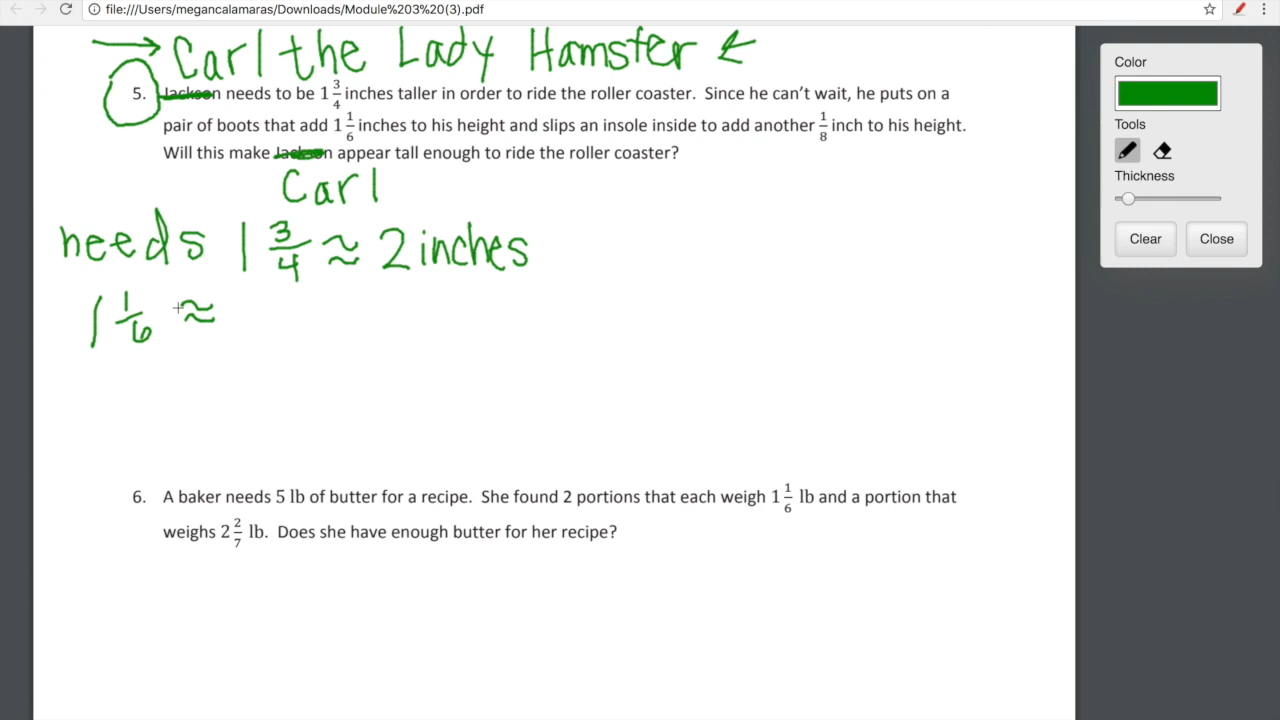 file:///Users/megancalamaras/Downloads/Module%203%20(3).pdf
Color
Tools
Thickness
Clear Close
→ Carl the Lady Hamster ←
5. Jackson needs to be 1 3/4 inches taller in order to ride the roller coaster. Since he can't wait, he puts on a
pair of boots that add 1 1/6 inches to his height and slips an insole inside to add another 1/8 inch to his height.
Will this make Jackson appear tall enough to ride the roller coaster?
Carl
needs 1 3/4 ≈ 2 inches
1 1/6 ≈
6. A baker needs 5 lb of butter for a recipe. She found 2 portions that each weigh 1 1/6 lb and a portion that
weighs 2 2/7 lb. Does she have enough butter for her recipe?